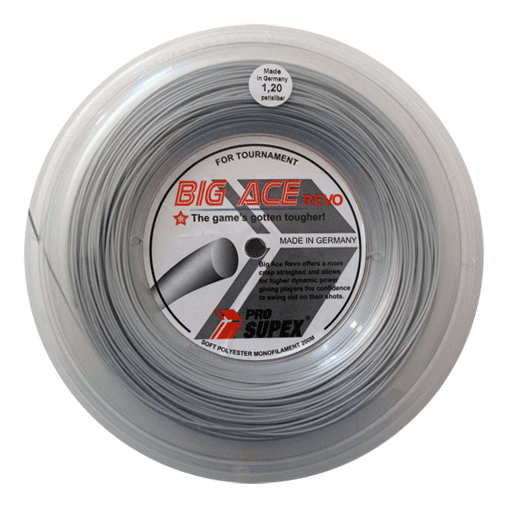 Made
in Germany
1,20
perlsilber
FOR TOURNAMENT
BIG ACE REVO
The game's gotten tougher!
MADE IN GERMANY
Big Ace Revo offers a more
crisp stringbed and allows
for higher dynamic power
giving players the confidence
to swing out on their shots.
PRO
SUPEX®
SOFT POLYESTER MONOFILAMENT 200M